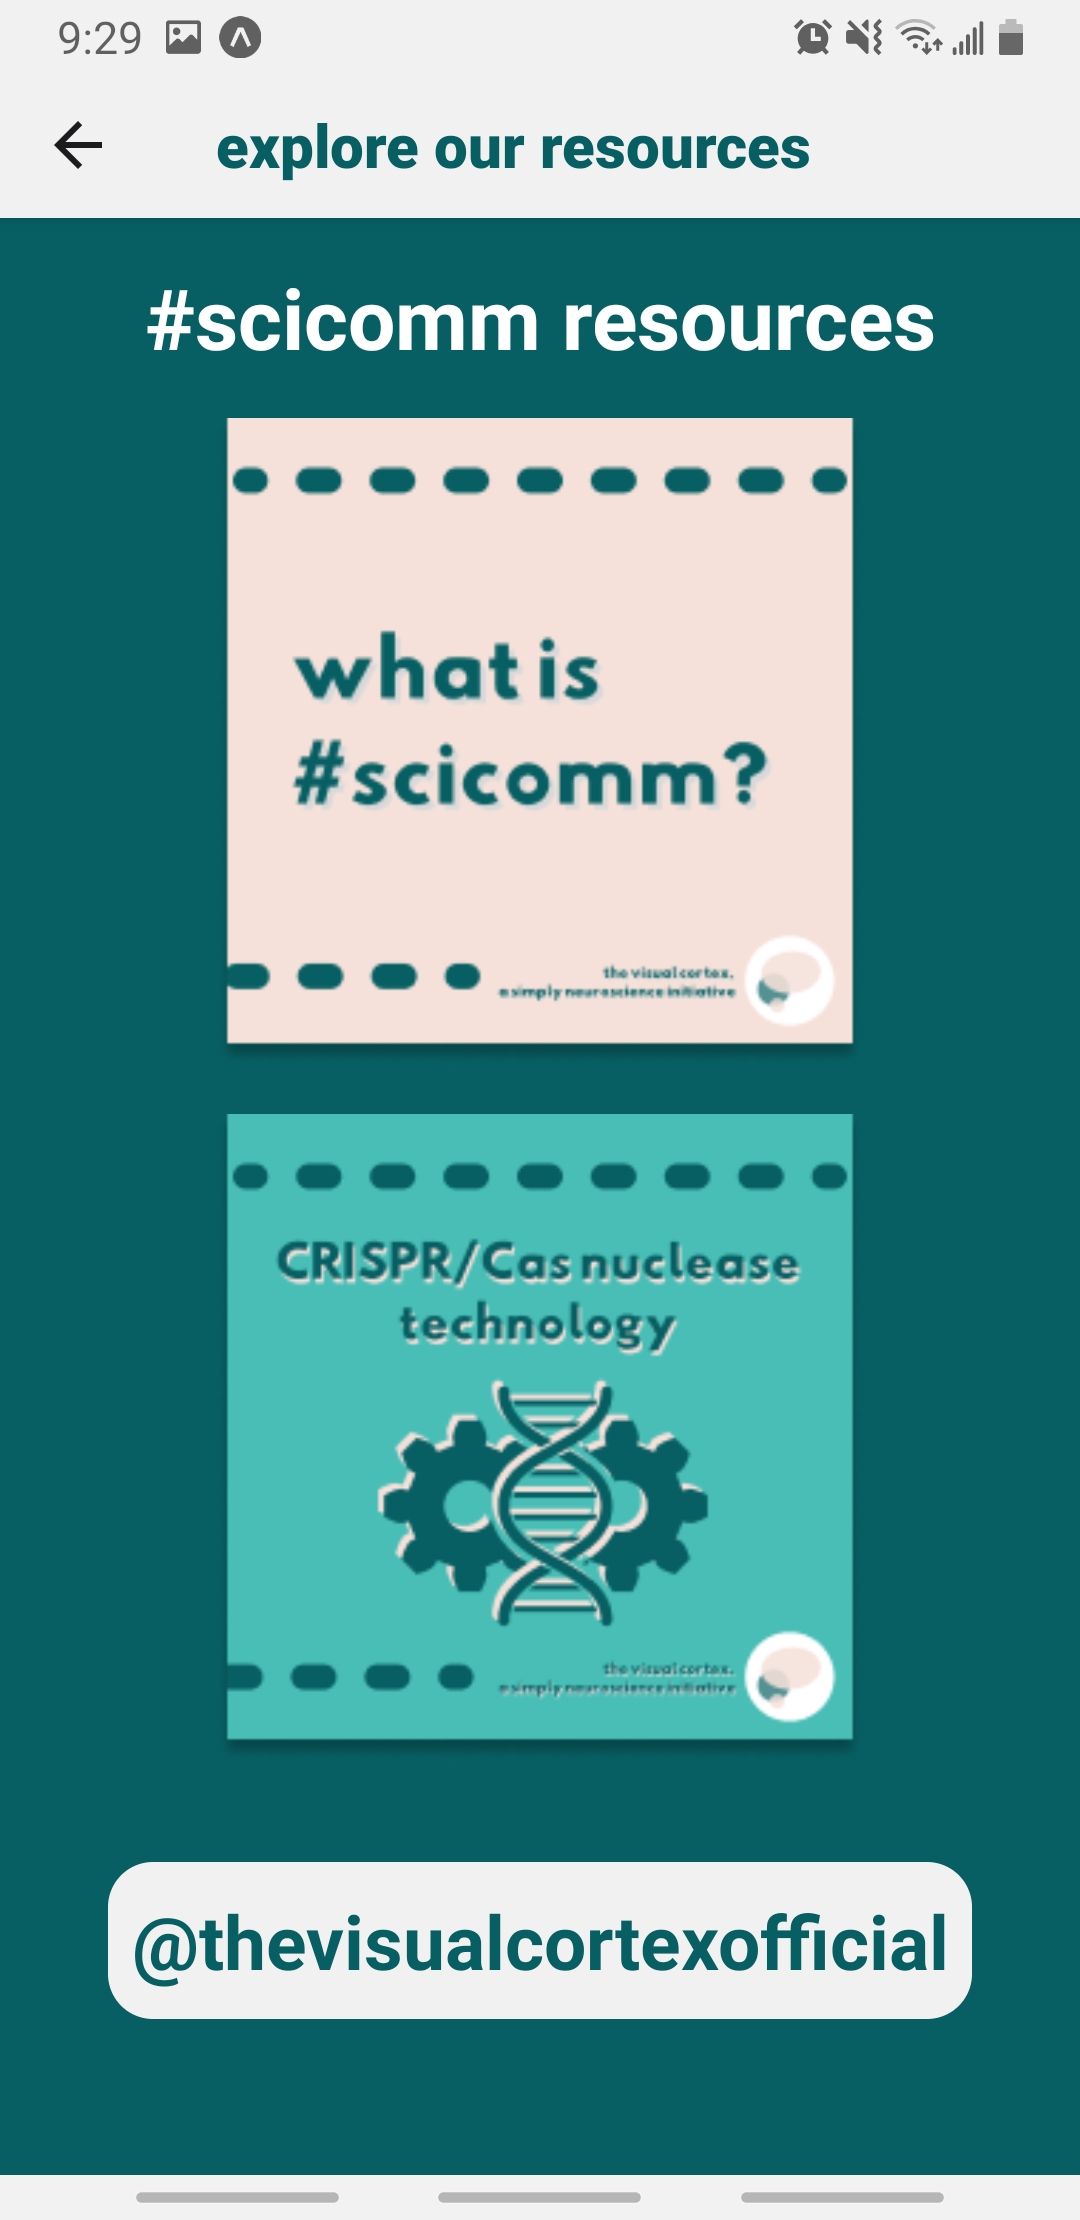 9:29
explore our resources
#scicomm resources
what is
#scicomm?
the visual cortex.
a simply neuroscience initiative
CRISPR/Cas nuclease
technology
the visual cortex.
a simply neuroscience initiative
@thevisualcortexofficial